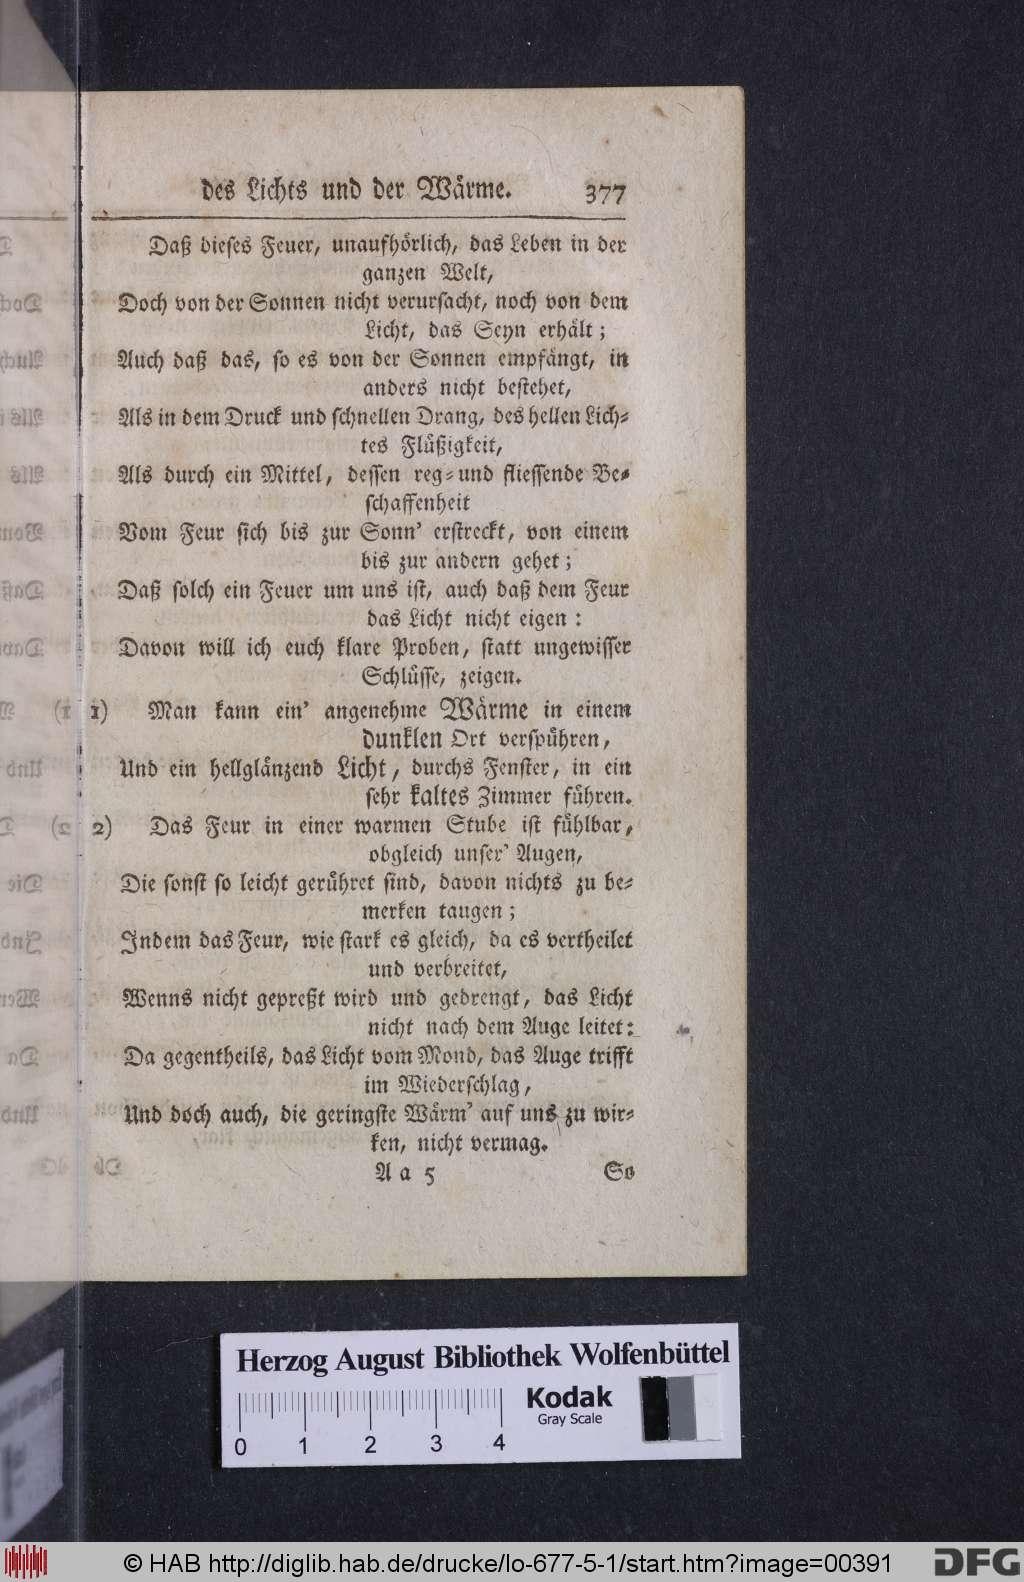 des Lichts und der Wärme. 377
Daß dieses Feuer, unaufhörlich, das Leben in der
ganzen Welt,
Doch von der Sonnen nicht verursacht, noch von dem
Licht, das Seyn erhält;
Auch daß das, so es von der Sonnen empfängt, in
anders nicht bestehet,
Als in dem Druck und schnellen Drang, des hellen Lich-
tes Flüßigkeit,
Als durch ein Mittel, dessen reg- und fliessende Be-
schaffenheit
Vom Feur sich bis zur Sonn' erstreckt, von einem
bis zur andern gehet;
Daß solch ein Feuer um uns ist, auch daß dem Feur
das Licht nicht eigen:
Davon will ich euch klare Proben, statt ungewisser
Schlüsse, zeigen.
1) Man kann ein' angenehme Wärme in einem
dunklen Ort verspühren,
Und ein hellglänzend Licht, durchs Fenster, in ein
sehr kaltes Zimmer führen.
2) Das Feur in einer warmen Stube ist fühlbar,
obgleich unser' Augen,
Die sonst so leicht gerühret sind, davon nichts zu be-
merken taugen;
Indem das Feur, wie stark es gleich, da es vertheilet
und verbreitet,
Wenns nicht gepreßt wird und gedrengt, das Licht
nicht nach dem Auge leitet:
Da gegentheils, das Licht vom Mond, das Auge trifft
im Wiederschlag,
Und doch auch, die geringste Wärm' auf uns zu wir-
ken, nicht vermag.
A a 5 So
Herzog August Bibliothek Wolfenbüttel
Kodak
Gray Scale
0 1 2 3 4
© HAB http://diglib.hab.de/drucke/lo-677-5-1/start.htm?image=00391
DFG